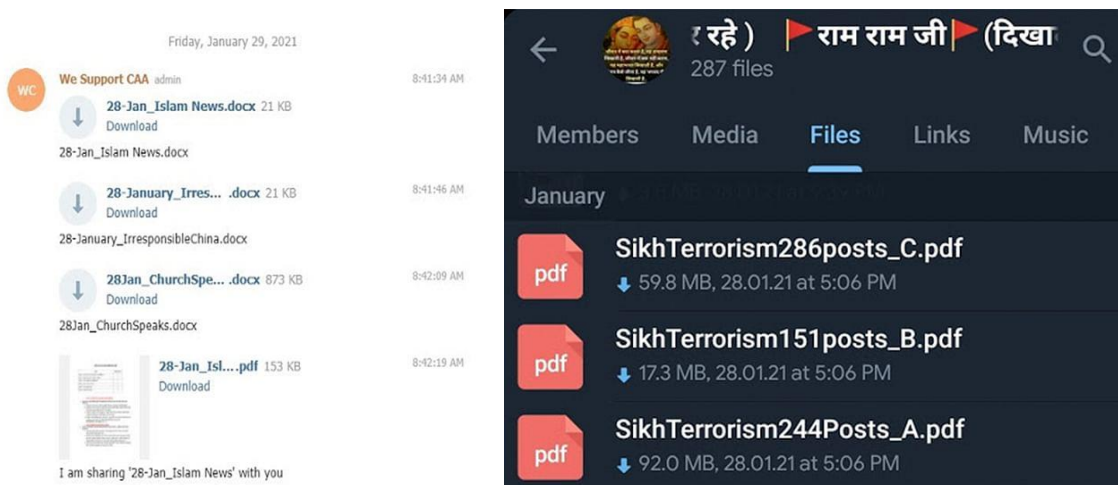 Friday, January 29, 2021
WC
We Support CAA admin 8:41:34 AM
28-Jan_Islam News.docx 21 KB
Download
28-Jan_Islam News.docx
28-January_Irres... .docx 21 KB 8:41:46 AM
Download
28-January_IrresponsibleChina.docx
28Jan_ChurchSpe... .docx 873 KB 8:42:09 AM
Download
28Jan_ChurchSpeaks.docx
28-Jan_Isl....pdf 153 KB 8:42:19 AM
Download
I am sharing '28-Jan_Islam News' with you
र रहे ) 🚩राम राम जी🚩(दिखा
287 files
Members Media Files Links Music
January
SikhTerrorism286posts_C.pdf
pdf
59.8 MB, 28.01.21 at 5:06 PM
SikhTerrorism151posts_B.pdf
pdf
17.3 MB, 28.01.21 at 5:06 PM
SikhTerrorism244Posts_A.pdf
pdf
92.0 MB, 28.01.21 at 5:06 PM